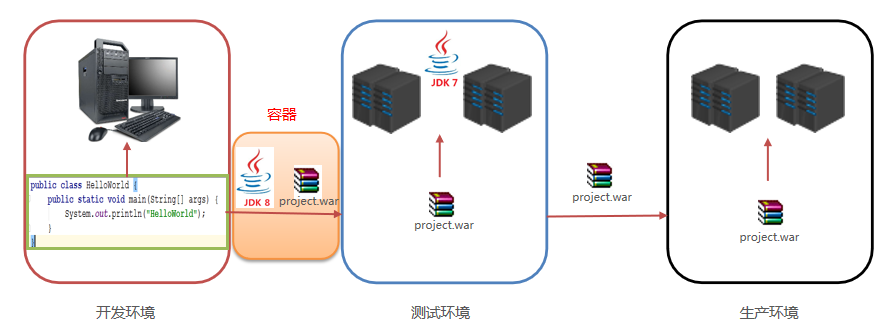 JDK 7
容器
public class HelloWorld {
public static void main(String[] args) {
System.out.println("HelloWorld");
}
}
JDK 8
project.war
project.war
project.war
project.war
开发环境
测试环境
生产环境